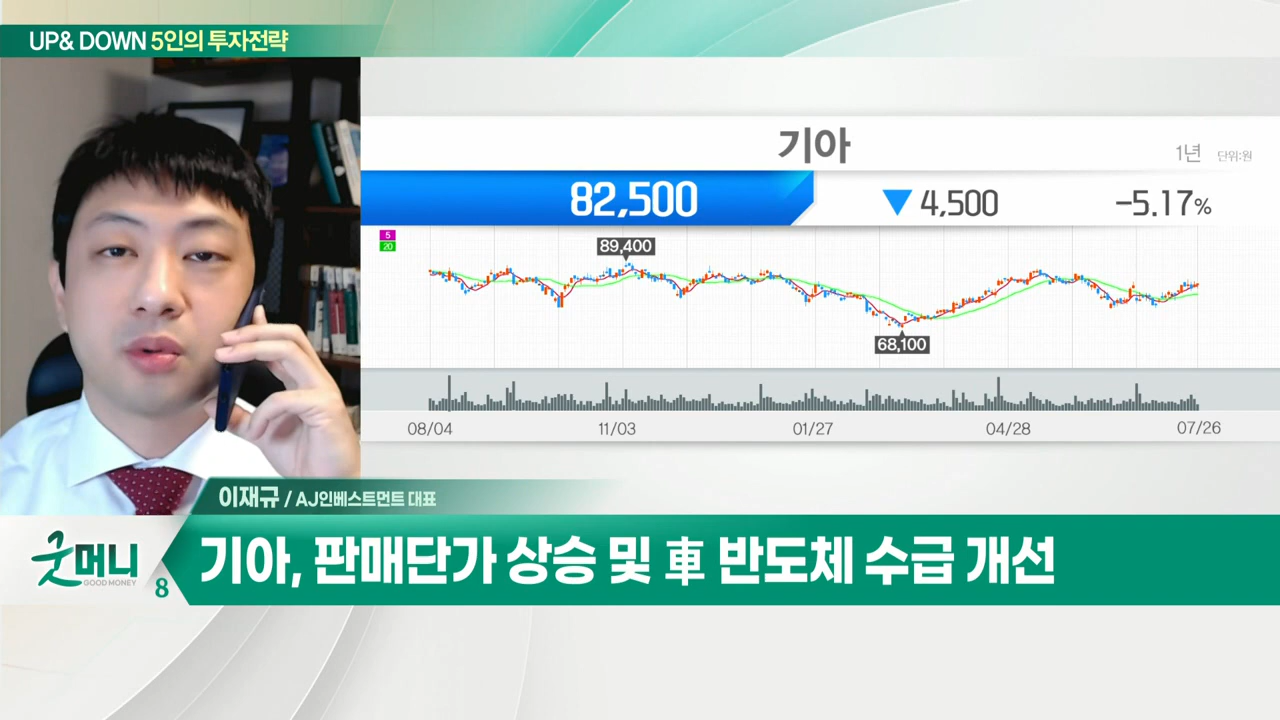 UP& DOWN 5인의 투자전략
기아
1년 단위:원
82,500 ▼ 4,500 -5.17%
5
20
89,400
68,100
08/04 11/03 01/27 04/28 07/26
이재규 / AJ인베스트먼트 대표
굿머니
GOOD MONEY
8
기아, 판매단가 상승 및 車 반도체 수급 개선